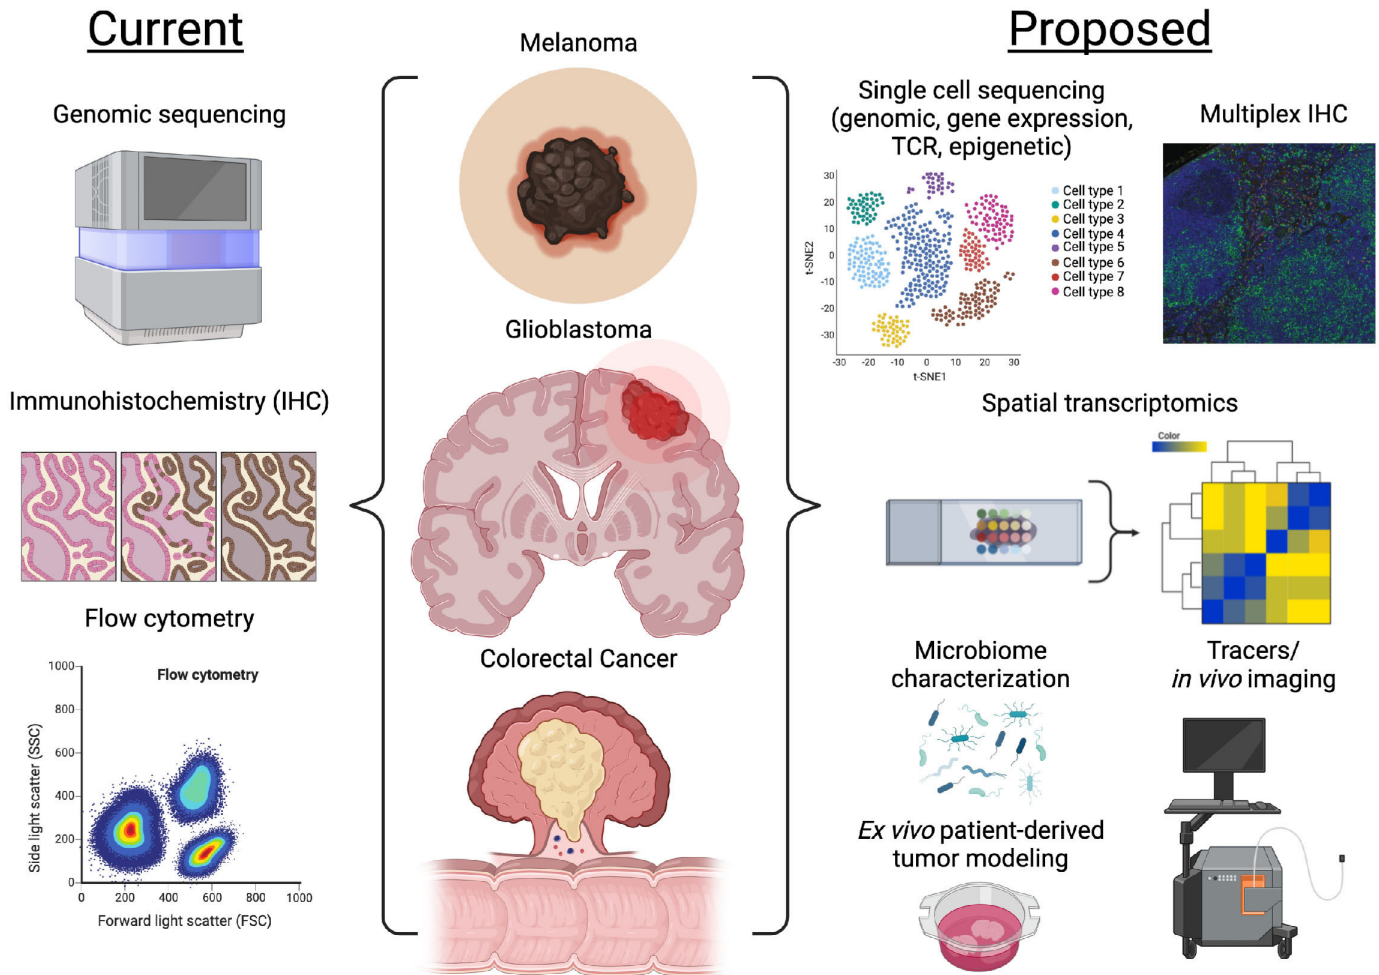 Current
Genomic sequencing
Immunohistochemistry (IHC)
Flow cytometry
Flow cytometry
1000
800
600
400
200
0
Side light scatter (SSC)
0 200 400 600 800 1000
Forward light scatter (FSC)
Melanoma
Glioblastoma
Colorectal Cancer
Proposed
Single cell sequencing
(genomic, gene expression,
TCR, epigenetic)
30
20
10
0
-10
-20
-30
t-SNE2
-30 -20 -10 0 10 20 30
t-SNE1
Cell type 1
Cell type 2
Cell type 3
Cell type 4
Cell type 5
Cell type 6
Cell type 7
Cell type 8
Multiplex IHC
Spatial transcriptomics
Color
Microbiome
characterization
Tracers/
in vivo imaging
Ex vivo patient-derived
tumor modeling